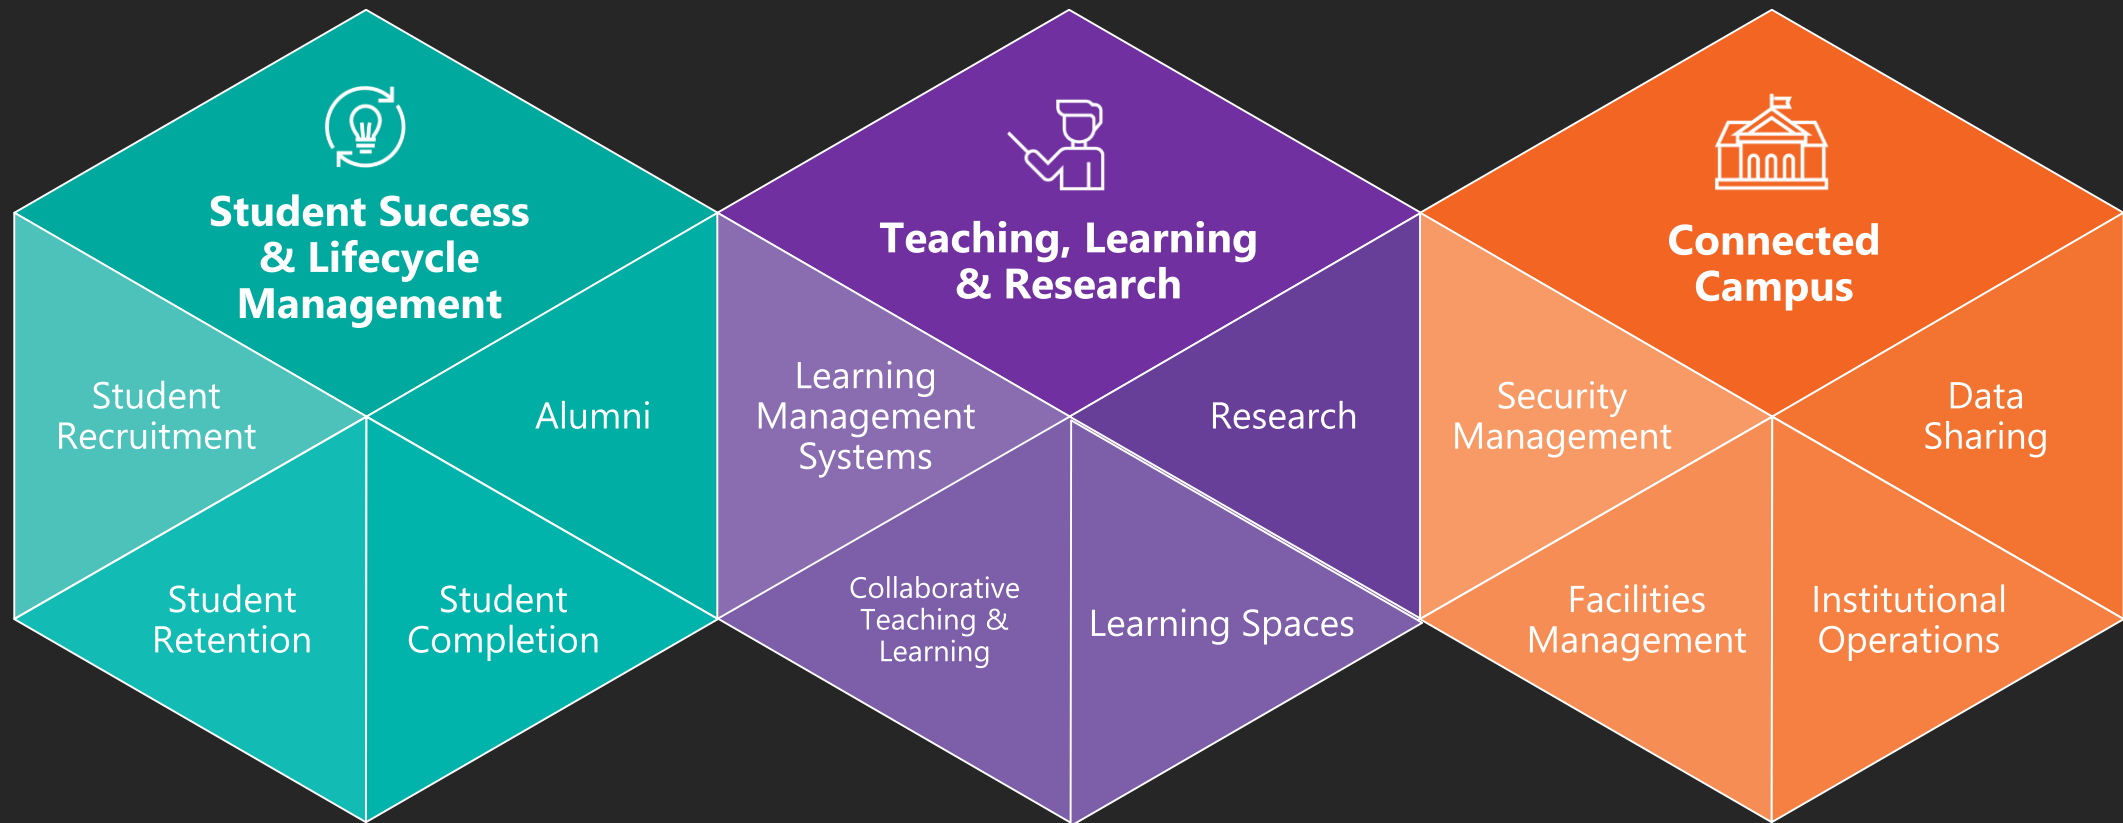 Student Success
& Lifecycle
Management
Student
Recruitment
Alumni
Student
Retention
Student
Completion
Teaching, Learning
& Research
Learning
Management
Systems
Research
Collaborative
Teaching &
Learning
Learning Spaces
Connected
Campus
Security
Management
Data
Sharing
Facilities
Management
Institutional
Operations